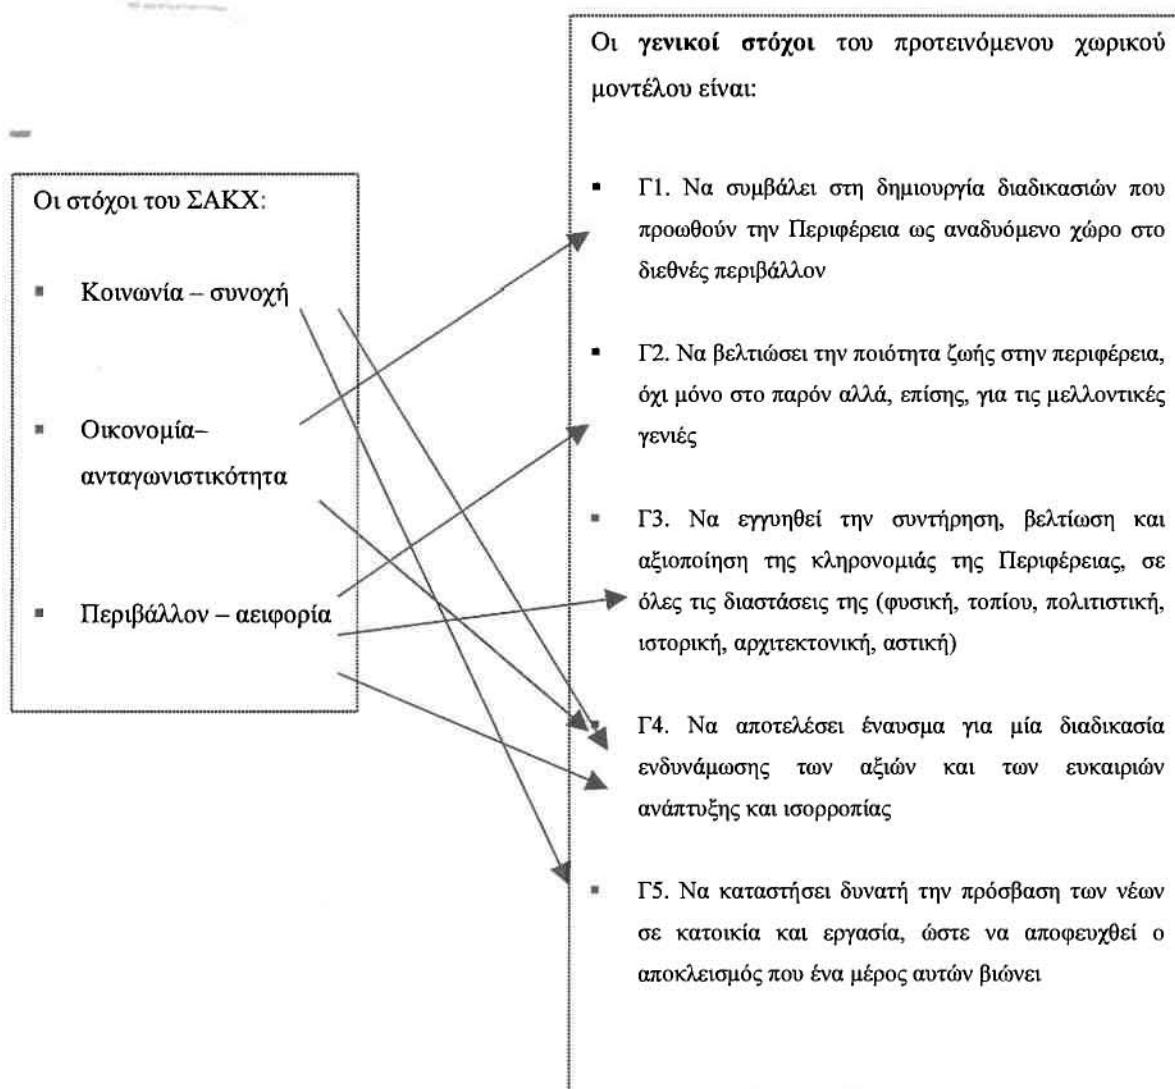 Οι στόχοι του ΣΑΚΧ:
▪ Κοινωνία – συνοχή
▪ Οικονομία–
ανταγωνιστικότητα
▪ Περιβάλλον – αειφορία
Οι γενικοί στόχοι του προτεινόμενου χωρικού
μοντέλου είναι:
▪ Γ1. Να συμβάλει στη δημιουργία διαδικασιών που
προωθούν την Περιφέρεια ως αναδυόμενο χώρο στο
διεθνές περιβάλλον
▪ Γ2. Να βελτιώσει την ποιότητα ζωής στην περιφέρεια,
όχι μόνο στο παρόν αλλά, επίσης, για τις μελλοντικές
γενιές
▪ Γ3. Να εγγυηθεί την συντήρηση, βελτίωση και
αξιοποίηση της κληρονομιάς της Περιφέρειας, σε
όλες τις διαστάσεις της (φυσική, τοπίου, πολιτιστική,
ιστορική, αρχιτεκτονική, αστική)
▪ Γ4. Να αποτελέσει έναυσμα για μία διαδικασία
ενδυνάμωσης των αξιών και των ευκαιριών
ανάπτυξης και ισορροπίας
▪ Γ5. Να καταστήσει δυνατή την πρόσβαση των νέων
σε κατοικία και εργασία, ώστε να αποφευχθεί ο
αποκλεισμός που ένα μέρος αυτών βιώνει